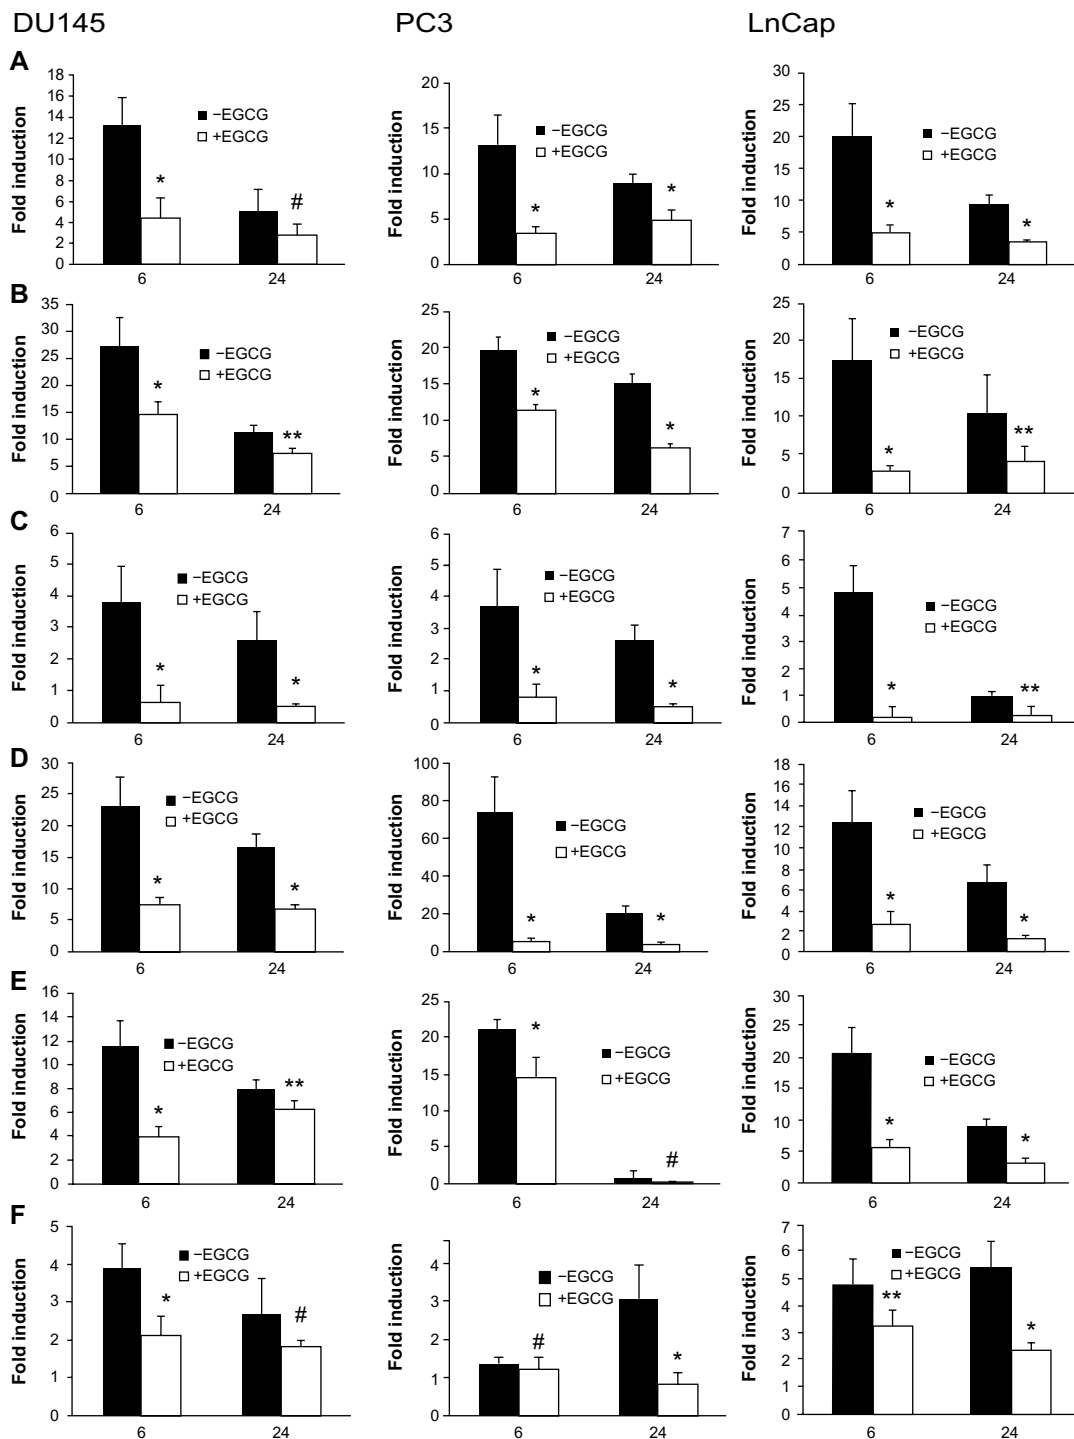 DU145 PC3 LnCap
A
Fold induction
18
16
14
12
10
8
6
4
2
0
−EGCG
+EGCG
*
#
6 24
Fold induction
20
15
10
5
0
−EGCG
+EGCG
*
*
6 24
Fold induction
30
25
20
15
10
5
0
−EGCG
+EGCG
*
*
6 24
B
Fold induction
35
30
25
20
15
10
5
0
−EGCG
+EGCG
*
**
6 24
Fold induction
25
20
15
10
5
0
−EGCG
+EGCG
*
*
6 24
Fold induction
25
20
15
10
5
0
−EGCG
+EGCG
*
**
6 24
C
Fold induction
6
5
4
3
2
1
0
−EGCG
+EGCG
*
*
6 24
Fold induction
6
5
4
3
2
1
0
−EGCG
+EGCG
*
*
6 24
Fold induction
7
6
5
4
3
2
1
0
−EGCG
+EGCG
*
**
6 24
D
Fold induction
30
25
20
15
10
5
0
−EGCG
+EGCG
*
*
6 24
Fold induction
100
80
60
40
20
0
−EGCG
+EGCG
*
*
6 24
Fold induction
18
16
14
12
10
8
6
4
2
0
−EGCG
+EGCG
*
*
6 24
E
Fold induction
16
14
12
10
8
6
4
2
0
−EGCG
+EGCG
*
**
6 24
Fold induction
25
20
15
10
5
0
−EGCG
+EGCG
*
#
6 24
Fold induction
30
25
20
15
10
5
0
−EGCG
+EGCG
*
*
6 24
F
Fold induction
5
4
3
2
1
0
−EGCG
+EGCG
*
#
6 24
Fold induction
4
3
2
1
0
−EGCG
+EGCG
#
*
6 24
Fold induction
7
6
5
4
3
2
1
0
−EGCG
+EGCG
**
*
6 24